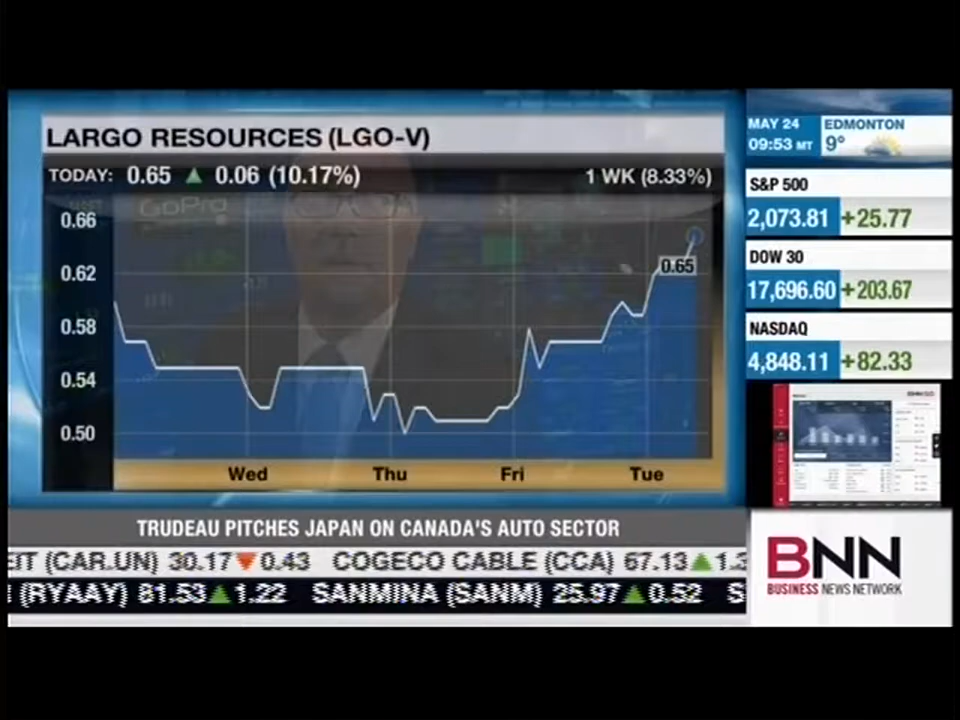 LARGO RESOURCES (LGO-V)
TODAY: 0.65 ▲ 0.06 (10.17%)
1 WK (8.33%)
GoPro
0.66
0.62
0.58
0.54
0.50
0.65
Wed
Thu
Fri
Tue
MAY 24
09:53 MT
EDMONTON
9°
S&P 500
2,073.81 +25.77
DOW 30
17,696.60 +203.67
NASDAQ
4,848.11 +82.33
TRUDEAU PITCHES JAPAN ON CANADA'S AUTO SECTOR
EIT (CAR.UN) 30.17 ▼ 0.43 COGECO CABLE (CCA) 67.13 ▲ 1.3
(RYAAY) 81.53 ▲ 1.22 SANMINA (SANM) 25.97 ▲ 0.52 S
BNN
BUSINESS NEWS NETWORK